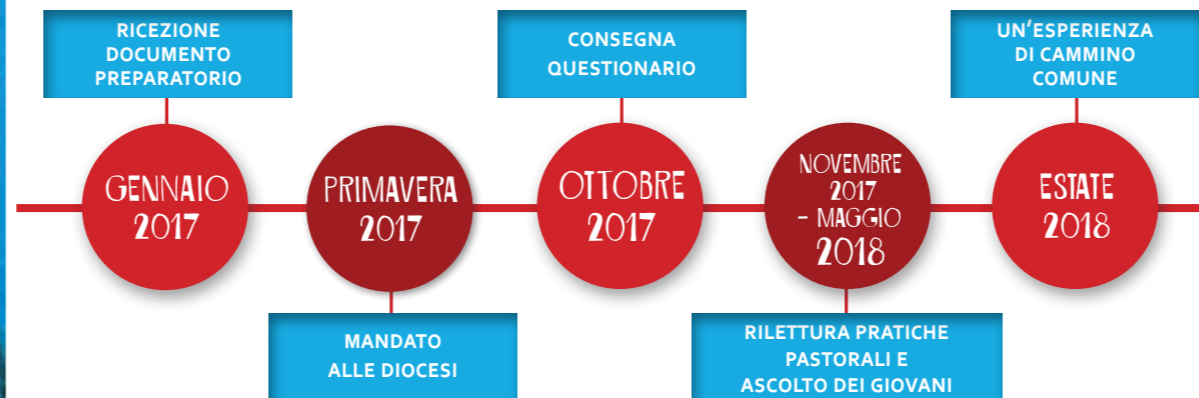 RICEZIONE
DOCUMENTO
PREPARATORIO
GENNAIO
2017
PRIMAVERA
2017
MANDATO
ALLE DIOCESI
CONSEGNA
QUESTIONARIO
OTTOBRE
2017
NOVEMBRE
2017
- MAGGIO
2018
RILETTURA PRATICHE
PASTORALI E
ASCOLTO DEI GIOVANI
UN'ESPERIENZA
DI CAMMINO
COMUNE
ESTATE
2018